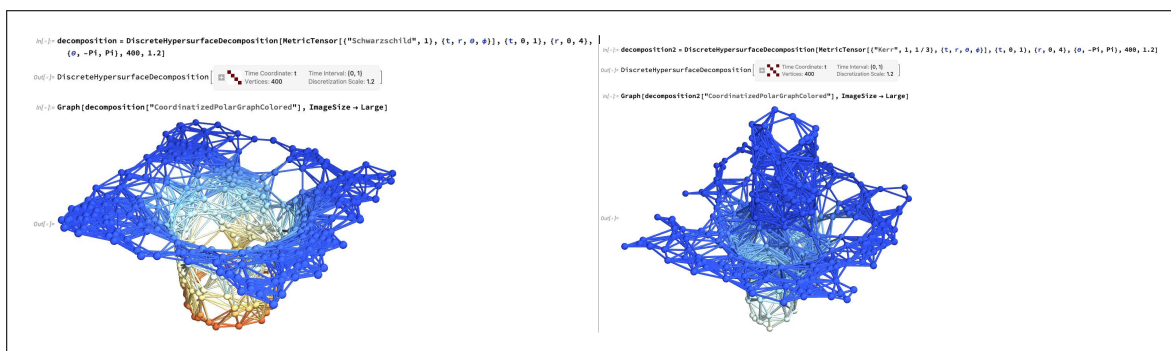 In[-]:= decomposition = DiscreteHypersurfaceDecomposition[MetricTensor[{"Schwarzschild", 1}, {t, r, θ, ϕ}], {t, 0, 1}, {r, 0, 4},
{θ, -Pi, Pi}, 400, 1.2]
Out[-]= DiscreteHypersurfaceDecomposition[
Time Coordinate: t Time Interval: {0, 1}
Vertices: 400 Discretization Scale: 1.2
]
In[-]:= Graph[decomposition["CoordinatizedPolarGraphColored"], ImageSize → Large]
Out[-]=
In[-]:= decomposition2 = DiscreteHypersurfaceDecomposition[MetricTensor[{"Kerr", 1, 1/3}, {t, r, θ, ϕ}], {t, 0, 1}, {r, 0, 4}, {θ, -Pi, Pi}, 400, 1.2]
Out[-]= DiscreteHypersurfaceDecomposition[
Time Coordinate: t Time Interval: {0, 1}
Vertices: 400 Discretization Scale: 1.2
]
In[-]:= Graph[decomposition2["CoordinatizedPolarGraphColored"], ImageSize → Large]
Out[-]=